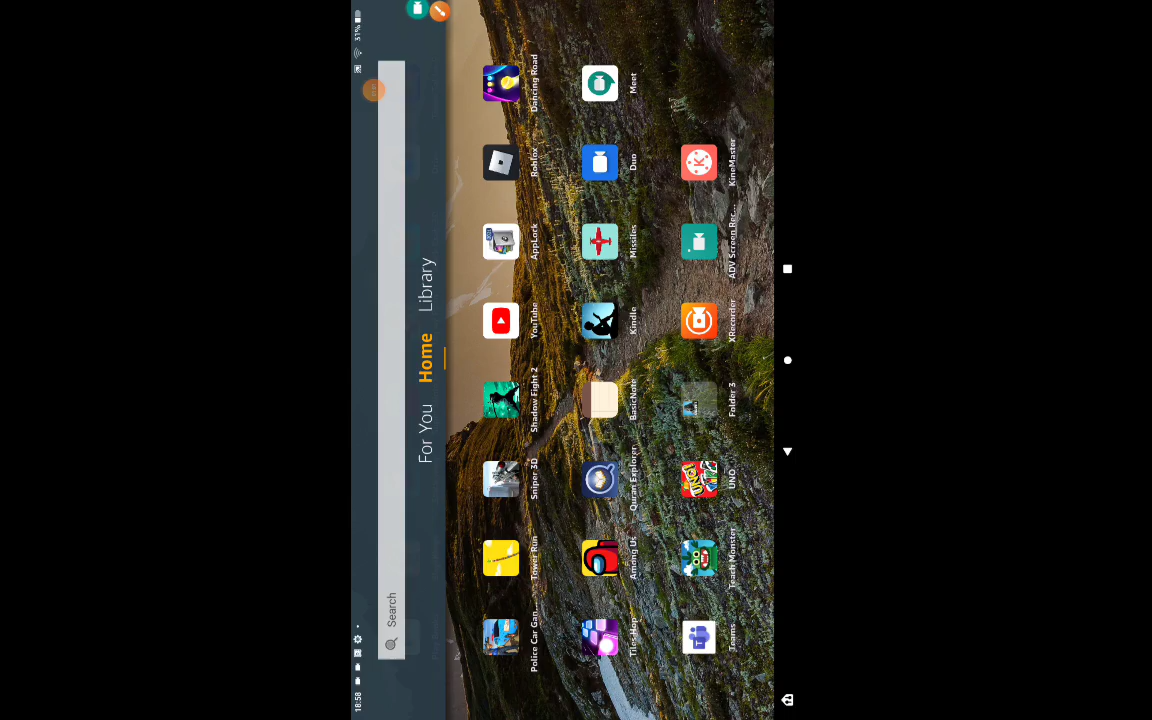 18:58
31%
Search
For You Home Library
Police Car Gan...
Tower Run
Sniper 3D
Shadow Fight 2
YouTube
AppLock
Roblox
Dancing Road
Tiles Hop
Among Us
Quran Explorer
BasicNote
Kindle
Missiles
Duo
Meet
Teams
Teach Monster
UNO
Folder 3
XRecorder
ADV Screen Rec...
KineMaster